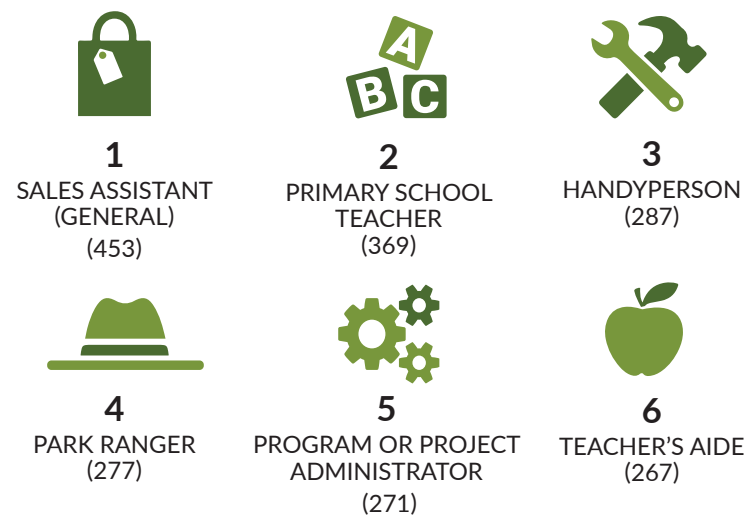 A
B C
1
SALES ASSISTANT
(GENERAL)
(453)
2
PRIMARY SCHOOL
TEACHER
(369)
3
HANDYPERSON
(287)
4
PARK RANGER
(277)
5
PROGRAM OR PROJECT
ADMINISTRATOR
(271)
6
TEACHER’S AIDE
(267)